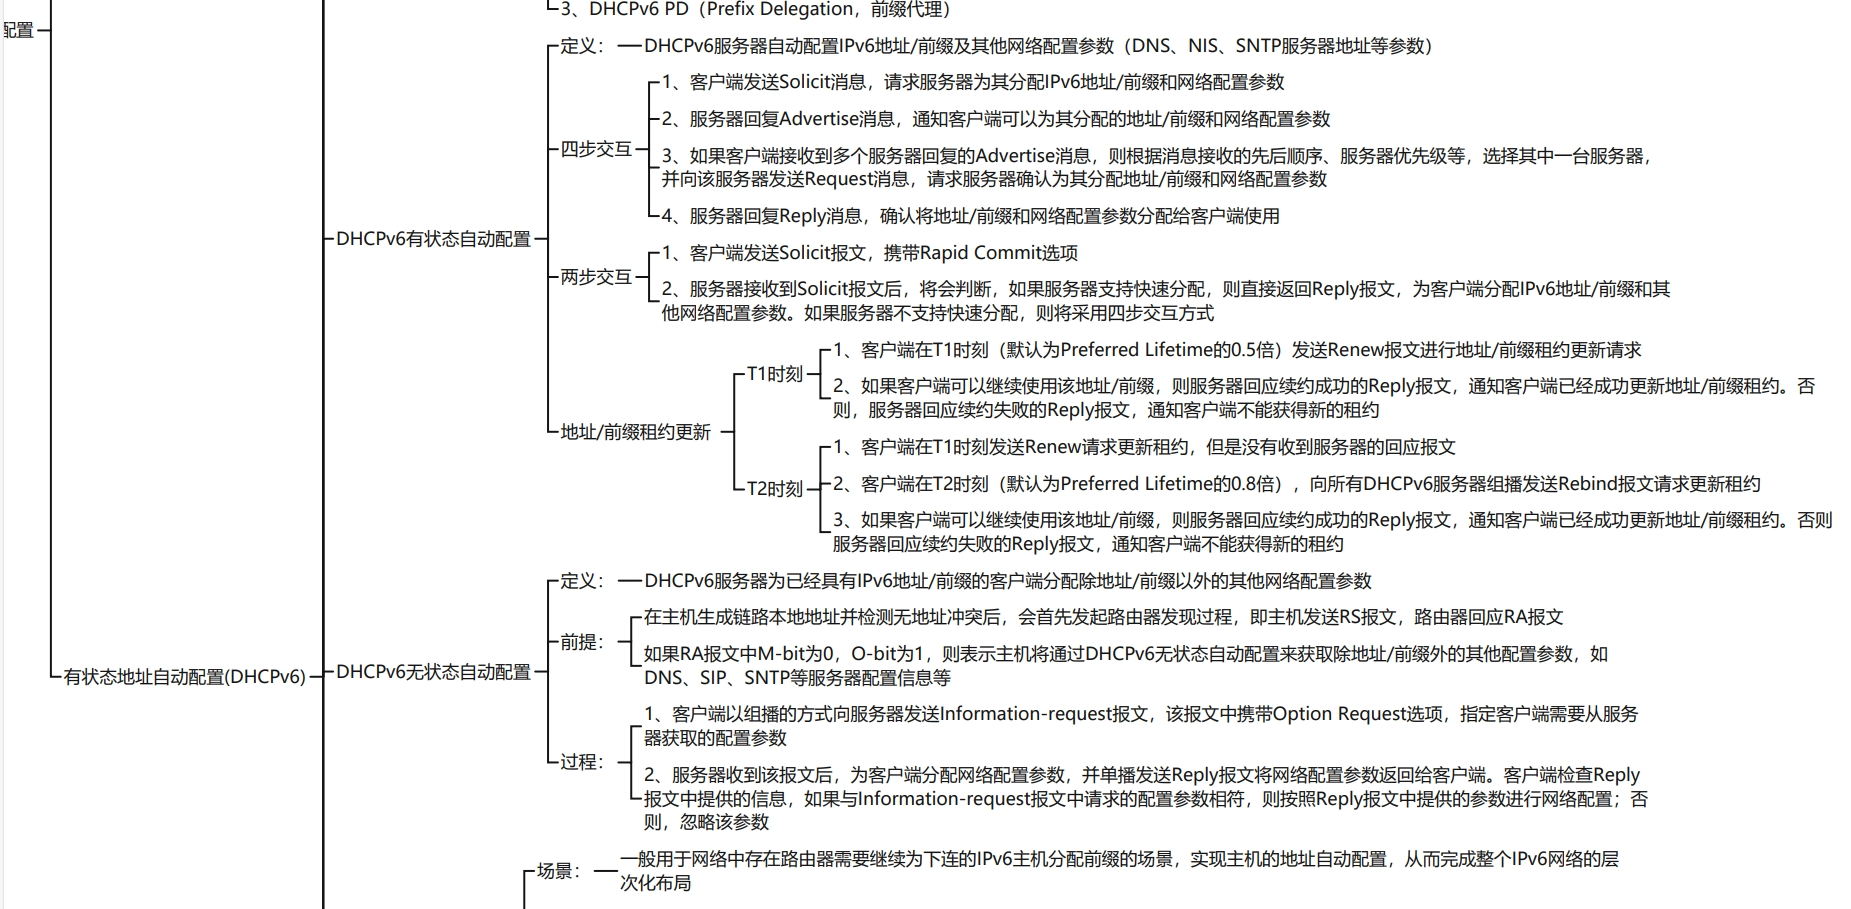 配置
3、DHCPv6 PD（Prefix Delegation，前缀代理）
定义：
DHCPv6服务器自动配置IPv6地址/前缀及其他网络配置参数（DNS、NIS、SNTP服务器地址等参数）
1、客户端发送Solicit消息，请求服务器为其分配IPv6地址/前缀和网络配置参数
2、服务器回复Advertise消息，通知客户端可以为其分配的地址/前缀和网络配置参数
四步交互
3、如果客户端接收到多个服务器回复的Advertise消息，则根据消息接收的先后顺序、服务器优先级等，选择其中一台服务器，
并向该服务器发送Request消息，请求服务器确认为其分配地址/前缀和网络配置参数
4、服务器回复Reply消息，确认将地址/前缀和网络配置参数分配给客户端使用
DHCPv6有状态自动配置
1、客户端发送Solicit报文，携带Rapid Commit选项
两步交互
2、服务器接收到Solicit报文后，将会判断，如果服务器支持快速分配，则直接返回Reply报文，为客户端分配IPv6地址/前缀和其
他网络配置参数。如果服务器不支持快速分配，则将采用四步交互方式
地址/前缀租约更新
T1时刻
1、客户端在T1时刻（默认为Preferred Lifetime的0.5倍）发送Renew报文进行地址/前缀租约更新请求
2、如果客户端可以继续使用该地址/前缀，则服务器回应续约成功的Reply报文，通知客户端已经成功更新地址/前缀租约。否
则，服务器回应续约失败的Reply报文，通知客户端不能获得新的租约
T2时刻
1、客户端在T1时刻发送Renew请求更新租约，但是没有收到服务器的回应报文
2、客户端在T2时刻（默认为Preferred Lifetime的0.8倍），向所有DHCPv6服务器组播发送Rebind报文请求更新租约
3、如果客户端可以继续使用该地址/前缀，则服务器回应续约成功的Reply报文，通知客户端已经成功更新地址/前缀租约。否则
服务器回应续约失败的Reply报文，通知客户端不能获得新的租约
有状态地址自动配置(DHCPv6)
DHCPv6无状态自动配置
定义：
DHCPv6服务器为已经具有IPv6地址/前缀的客户端分配除地址/前缀以外的其他网络配置参数
前提：
在主机生成链路本地地址并检测无地址冲突后，会首先发起路由器发现过程，即主机发送RS报文，路由器回应RA报文
如果RA报文中M-bit为0，O-bit为1，则表示主机将通过DHCPv6无状态自动配置来获取除地址/前缀外的其他配置参数，如
DNS、SIP、SNTP等服务器配置信息等
过程：
1、客户端以组播的方式向服务器发送Information-request报文，该报文中携带Option Request选项，指定客户端需要从服务
器获取的配置参数
2、服务器收到该报文后，为客户端分配网络配置参数，并单播发送Reply报文将网络配置参数返回给客户端。客户端检查Reply
报文中提供的信息，如果与Information-request报文中请求的配置参数相符，则按照Reply报文中提供的参数进行网络配置；否
则，忽略该参数
场景：
一般用于网络中存在路由器需要继续为下连的IPv6主机分配前缀的场景，实现主机的地址自动配置，从而完成整个IPv6网络的层
次化布局